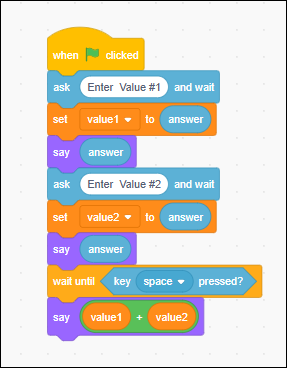 when clicked
ask Enter Value #1 and wait
set value1 to answer
say answer
ask Enter Value #2 and wait
set value2 to answer
say answer
wait until key space pressed?
say value1 + value2